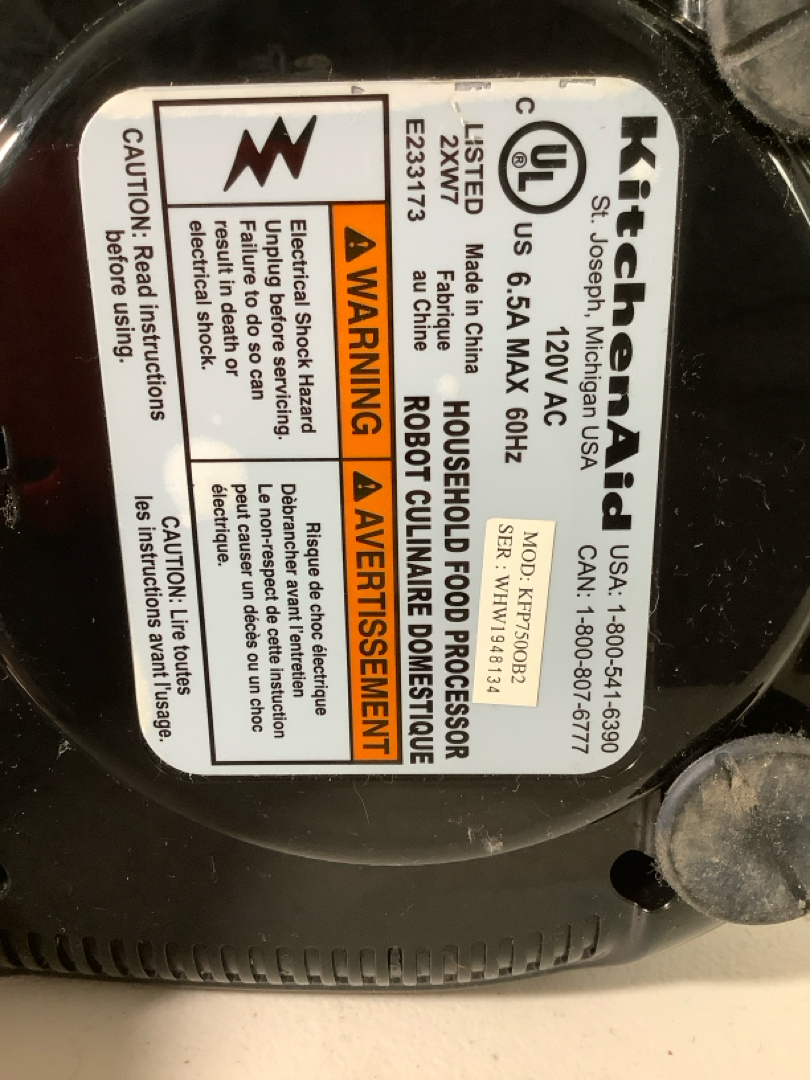 KitchenAid
St. Joseph, Michigan USA
USA: 1-800-541-6390
CAN: 1-800-807-6777
120V AC
C UL ® US 6.5A MAX 60Hz
MOD: KFP750OB2
SER : WHW1948134
LISTED
2XW7
E233173
Made in China
Fabrique
au Chine
HOUSEHOLD FOOD PROCESSOR
ROBOT CULINAIRE DOMESTIQUE
WARNING
Electrical Shock Hazard
Unplug before servicing.
Failure to do so can
result in death or
electrical shock.
AVERTISSEMENT
Risque de choc électrique
Dèbrancher avant l'entretien
Le non-respect de cette instuction
peut causer un décès ou un choc
électrique.
CAUTION: Read instructions
before using.
CAUTION: Lire toutes
les instructions avant l'usage.